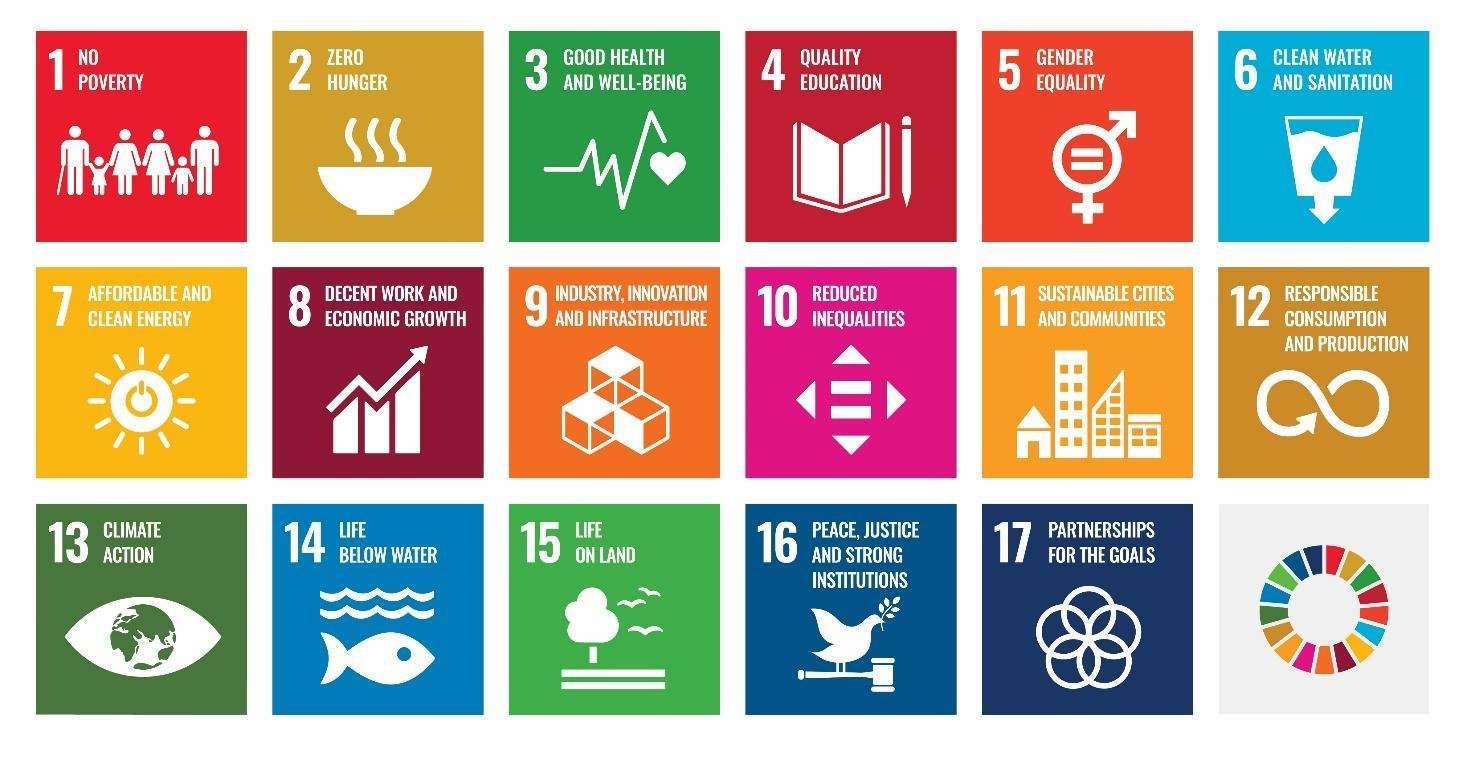 1 NO
POVERTY
2 ZERO
HUNGER
3 GOOD HEALTH
AND WELL-BEING
4 QUALITY
EDUCATION
5 GENDER
EQUALITY
6 CLEAN WATER
AND SANITATION
7 AFFORDABLE AND
CLEAN ENERGY
8 DECENT WORK AND
ECONOMIC GROWTH
9 INDUSTRY, INNOVATION
AND INFRASTRUCTURE
10 REDUCED
INEQUALITIES
11 SUSTAINABLE CITIES
AND COMMUNITIES
12 RESPONSIBLE
CONSUMPTION
AND PRODUCTION
13 CLIMATE
ACTION
14 LIFE
BELOW WATER
15 LIFE
ON LAND
16 PEACE, JUSTICE
AND STRONG
INSTITUTIONS
17 PARTNERSHIPS
FOR THE GOALS